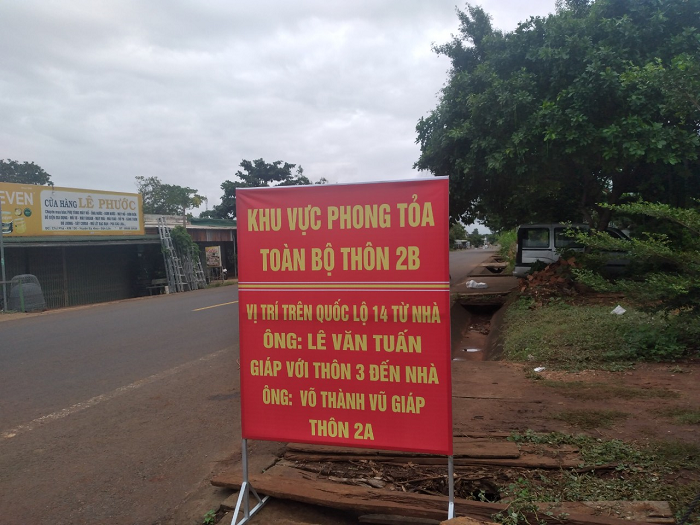 EVEN
CỬA HÀNG LÊ PHƯỚC
KHU VỰC PHONG TỎA
TOÀN BỘ THÔN 2B
VỊ TRÍ TRÊN QUỐC LỘ 14 TỪ NHÀ
ÔNG: LÊ VĂN TUẤN
GIÁP VỚI THÔN 3 ĐẾN NHÀ
ÔNG: VÕ THÀNH VŨ GIÁP
THÔN 2A